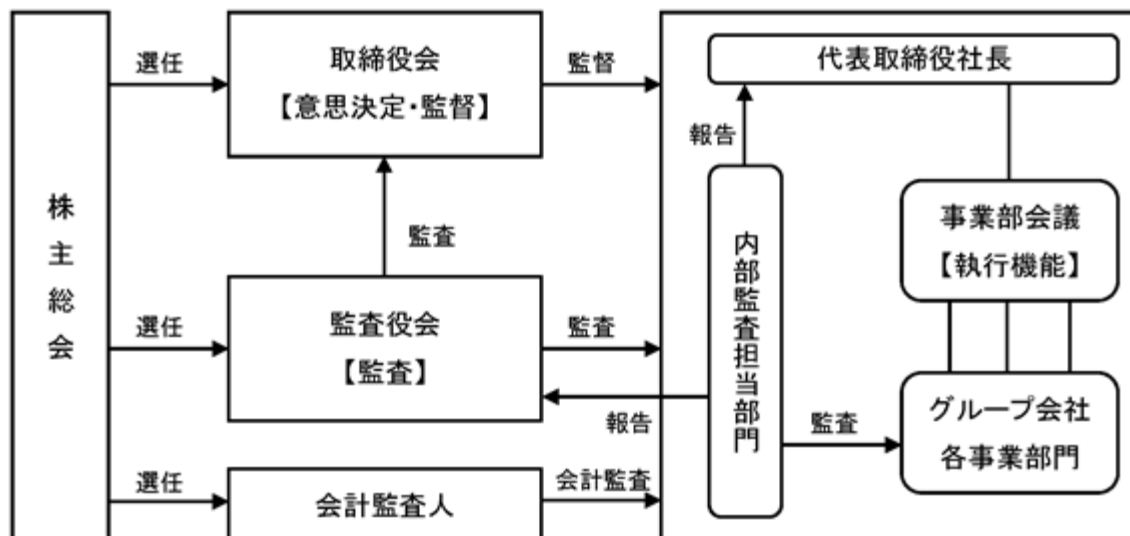 株主総会
選任
取締役会
【意思決定・監督】
監督
代表取締役社長
報告
監査
内部監査担当部門
事業部会議
【執行機能】
選任
監査役会
【監査】
監査
報告
監査
グループ会社
各事業部門
選任
会計監査人
会計監査